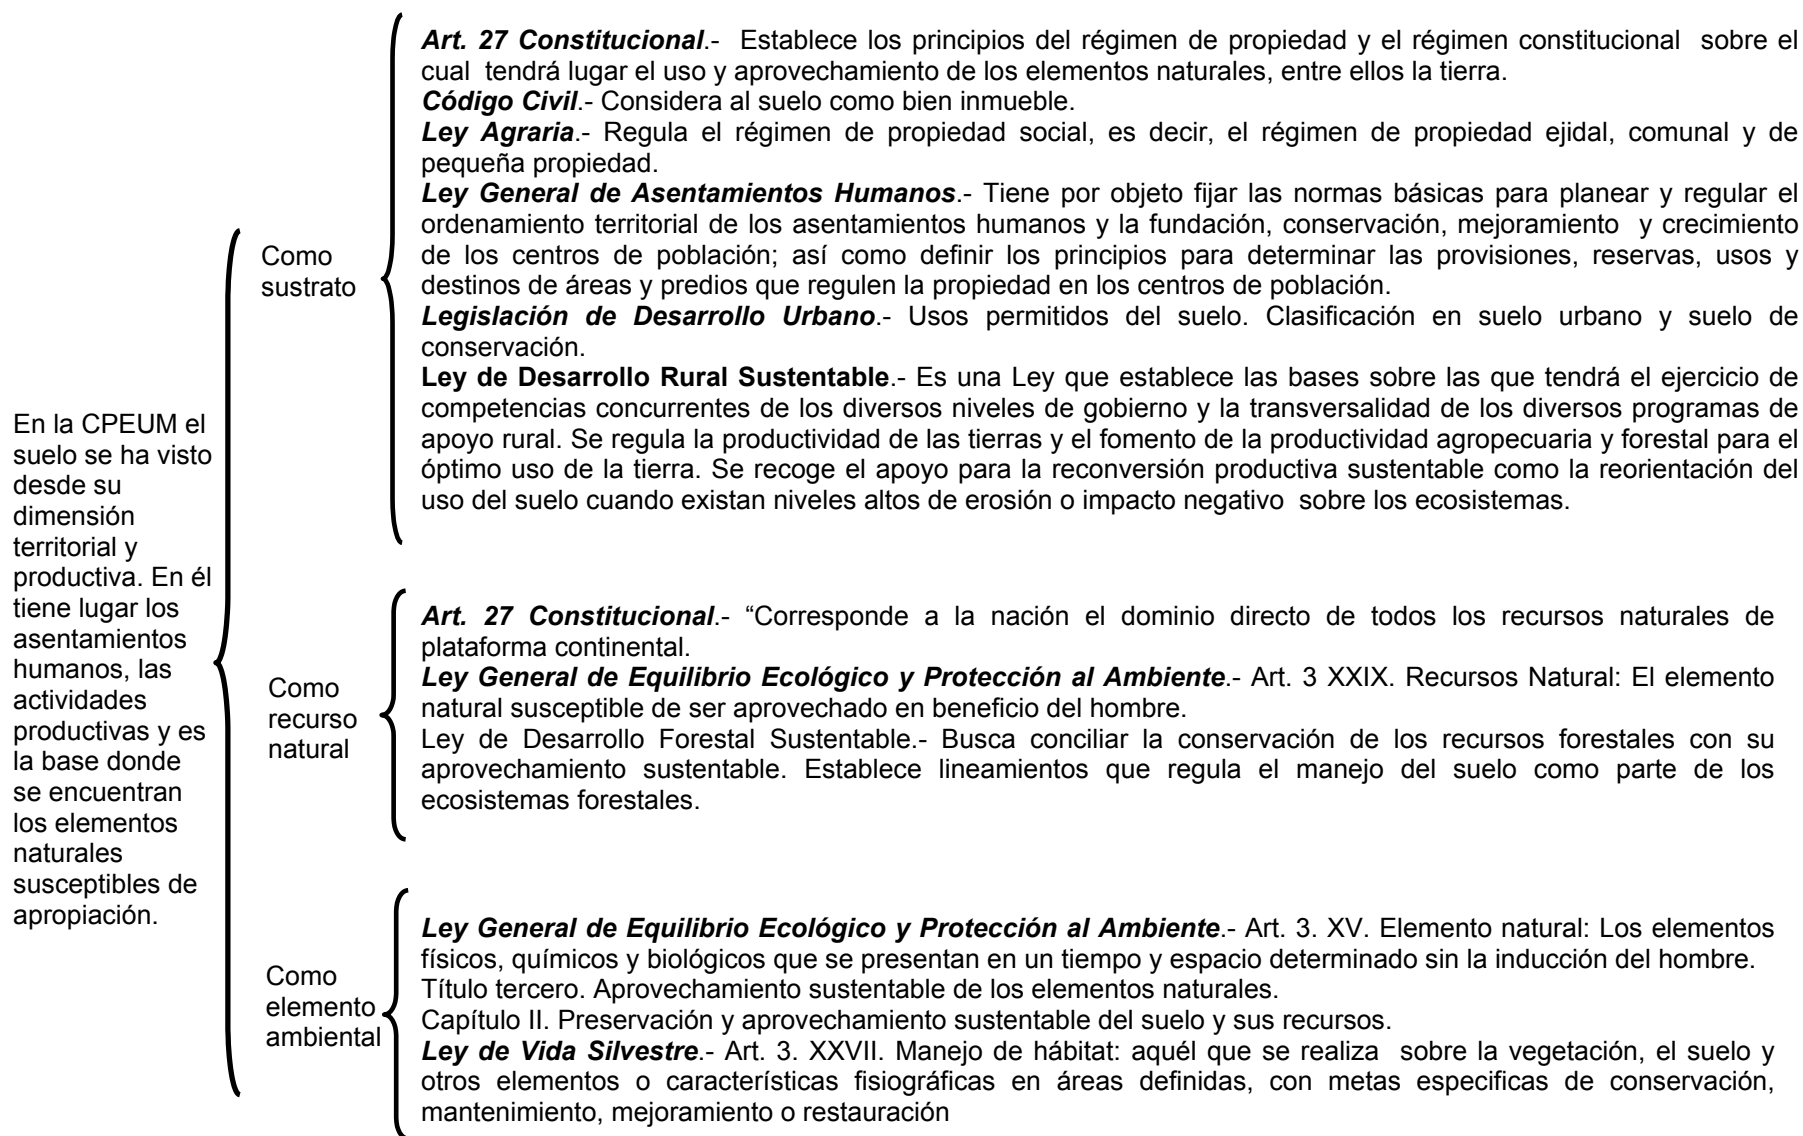 En la CPEUM el
suelo se ha visto
desde su
dimensión
territorial y
productiva. En él
tiene lugar los
asentamientos
humanos, las
actividades
productivas y es
la base donde
se encuentran
los elementos
naturales
susceptibles de
apropiación.
Como
sustrato
Art. 27 Constitucional.- Establece los principios del régimen de propiedad y el régimen constitucional sobre el
cual tendrá lugar el uso y aprovechamiento de los elementos naturales, entre ellos la tierra.
Código Civil.- Considera al suelo como bien inmueble.
Ley Agraria.- Regula el régimen de propiedad social, es decir, el régimen de propiedad ejidal, comunal y de
pequeña propiedad.
Ley General de Asentamientos Humanos.- Tiene por objeto fijar las normas básicas para planear y regular el
ordenamiento territorial de los asentamientos humanos y la fundación, conservación, mejoramiento y crecimiento
de los centros de población; así como definir los principios para determinar las provisiones, reservas, usos y
destinos de áreas y predios que regulen la propiedad en los centros de población.
Legislación de Desarrollo Urbano.- Usos permitidos del suelo. Clasificación en suelo urbano y suelo de
conservación.
Ley de Desarrollo Rural Sustentable.- Es una Ley que establece las bases sobre las que tendrá el ejercicio de
competencias concurrentes de los diversos niveles de gobierno y la transversalidad de los diversos programas de
apoyo rural. Se regula la productividad de las tierras y el fomento de la productividad agropecuaria y forestal para el
óptimo uso de la tierra. Se recoge el apoyo para la reconversión productiva sustentable como la reorientación del
uso del suelo cuando existan niveles altos de erosión o impacto negativo sobre los ecosistemas.
Como
recurso
natural
Art. 27 Constitucional.- “Corresponde a la nación el dominio directo de todos los recursos naturales de
plataforma continental.
Ley General de Equilibrio Ecológico y Protección al Ambiente.- Art. 3 XXIX. Recursos Natural: El elemento
natural susceptible de ser aprovechado en beneficio del hombre.
Ley de Desarrollo Forestal Sustentable.- Busca conciliar la conservación de los recursos forestales con su
aprovechamiento sustentable. Establece lineamientos que regula el manejo del suelo como parte de los
ecosistemas forestales.
Como
elemento
ambiental
Ley General de Equilibrio Ecológico y Protección al Ambiente.- Art. 3. XV. Elemento natural: Los elementos
físicos, químicos y biológicos que se presentan en un tiempo y espacio determinado sin la inducción del hombre.
Título tercero. Aprovechamiento sustentable de los elementos naturales.
Capítulo II. Preservación y aprovechamiento sustentable del suelo y sus recursos.
Ley de Vida Silvestre.- Art. 3. XXVII. Manejo de hábitat: aquél que se realiza sobre la vegetación, el suelo y
otros elementos o características fisiográficas en áreas definidas, con metas especificas de conservación,
mantenimiento, mejoramiento o restauración